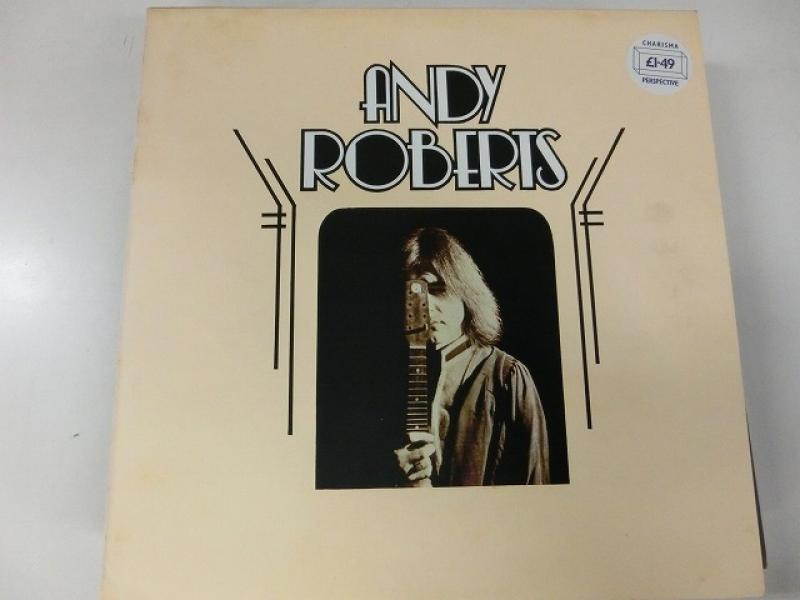 ANDY
ROBERTS
CHARISMA
£1·49
PERSPECTIVE